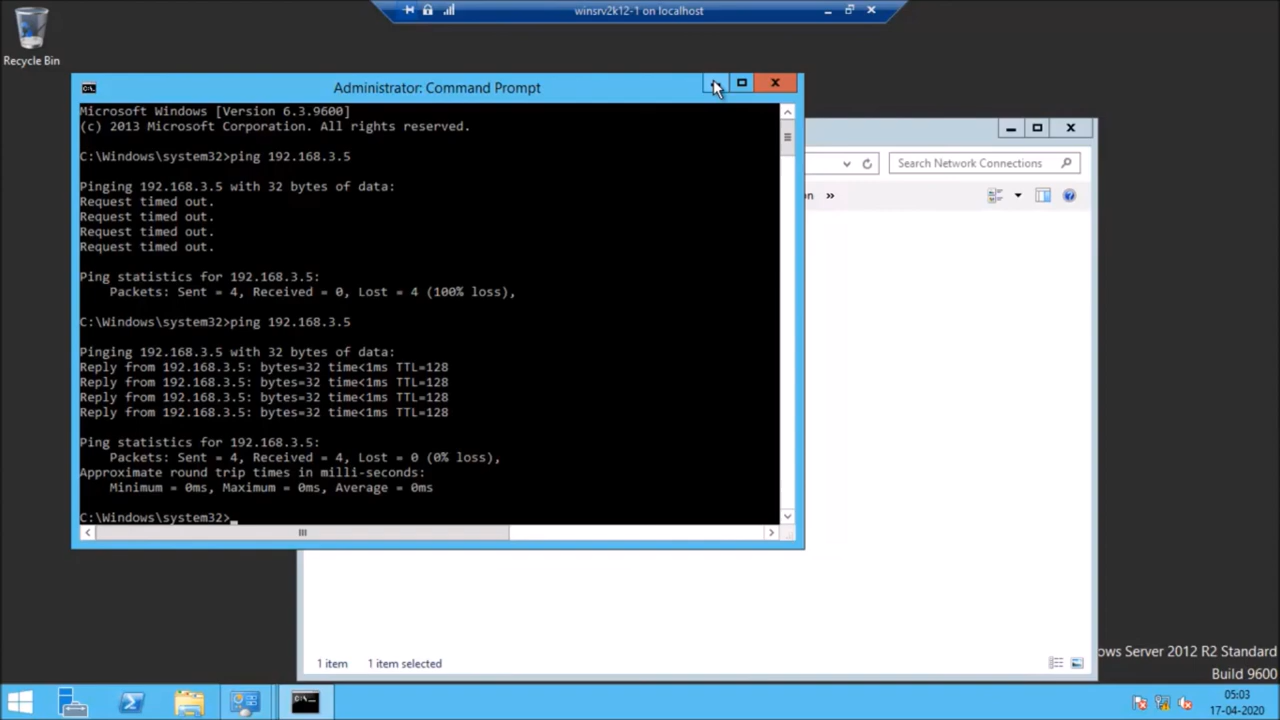 winsrv2k12-1 on localhost
Recycle Bin
Administrator: Command Prompt
Microsoft Windows [Version 6.3.9600]
(c) 2013 Microsoft Corporation. All rights reserved.
C:\Windows\system32>ping 192.168.3.5
Pinging 192.168.3.5 with 32 bytes of data:
Request timed out.
Request timed out.
Request timed out.
Request timed out.
Ping statistics for 192.168.3.5:
Packets: Sent = 4, Received = 0, Lost = 4 (100% loss),
C:\Windows\system32>ping 192.168.3.5
Pinging 192.168.3.5 with 32 bytes of data:
Reply from 192.168.3.5: bytes=32 time<1ms TTL=128
Reply from 192.168.3.5: bytes=32 time<1ms TTL=128
Reply from 192.168.3.5: bytes=32 time<1ms TTL=128
Reply from 192.168.3.5: bytes=32 time<1ms TTL=128
Ping statistics for 192.168.3.5:
Packets: Sent = 4, Received = 4, Lost = 0 (0% loss),
Approximate round trip times in milli-seconds:
Minimum = 0ms, Maximum = 0ms, Average = 0ms
C:\Windows\system32>_
Search Network Connections
on »
1 item 1 item selected
ows Server 2012 R2 Standard
Build 9600
05:03
17-04-2020